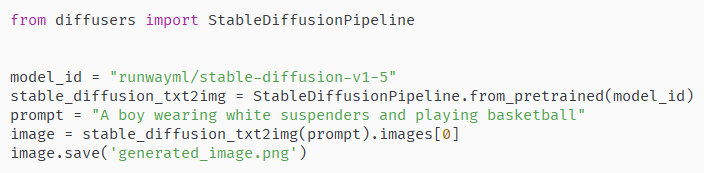 from diffusers import StableDiffusionPipeline
model_id = "runwayml/stable-diffusion-v1-5"
stable_diffusion_txt2img = StableDiffusionPipeline.from_pretrained(model_id)
prompt = "A boy wearing white suspenders and playing basketball"
image = stable_diffusion_txt2img(prompt).images[0]
image.save('generated_image.png')